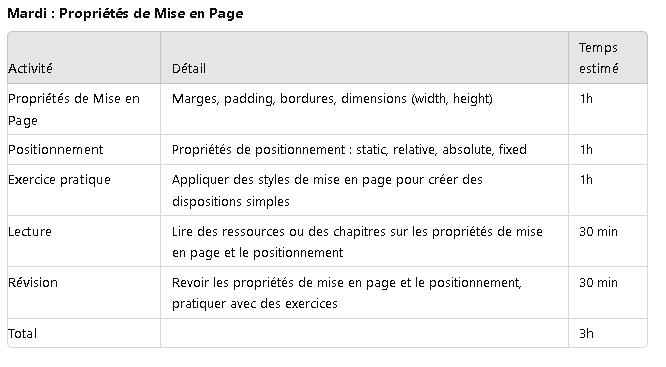 Mardi : Propriétés de Mise en Page
Temps
Activité Détail estimé
Propriétés de Mise en Marges, padding, bordures, dimensions (width, height) 1h
Page
Positionnement Propriétés de positionnement : static, relative, absolute, fixed 1h
Exercice pratique Appliquer des styles de mise en page pour créer des 1h
dispositions simples
Lecture Lire des ressources ou des chapitres sur les propriétés de mise 30 min
en page et le positionnement
Révision Revoir les propriétés de mise en page et le positionnement, 30 min
pratiquer avec des exercices
Total 3h